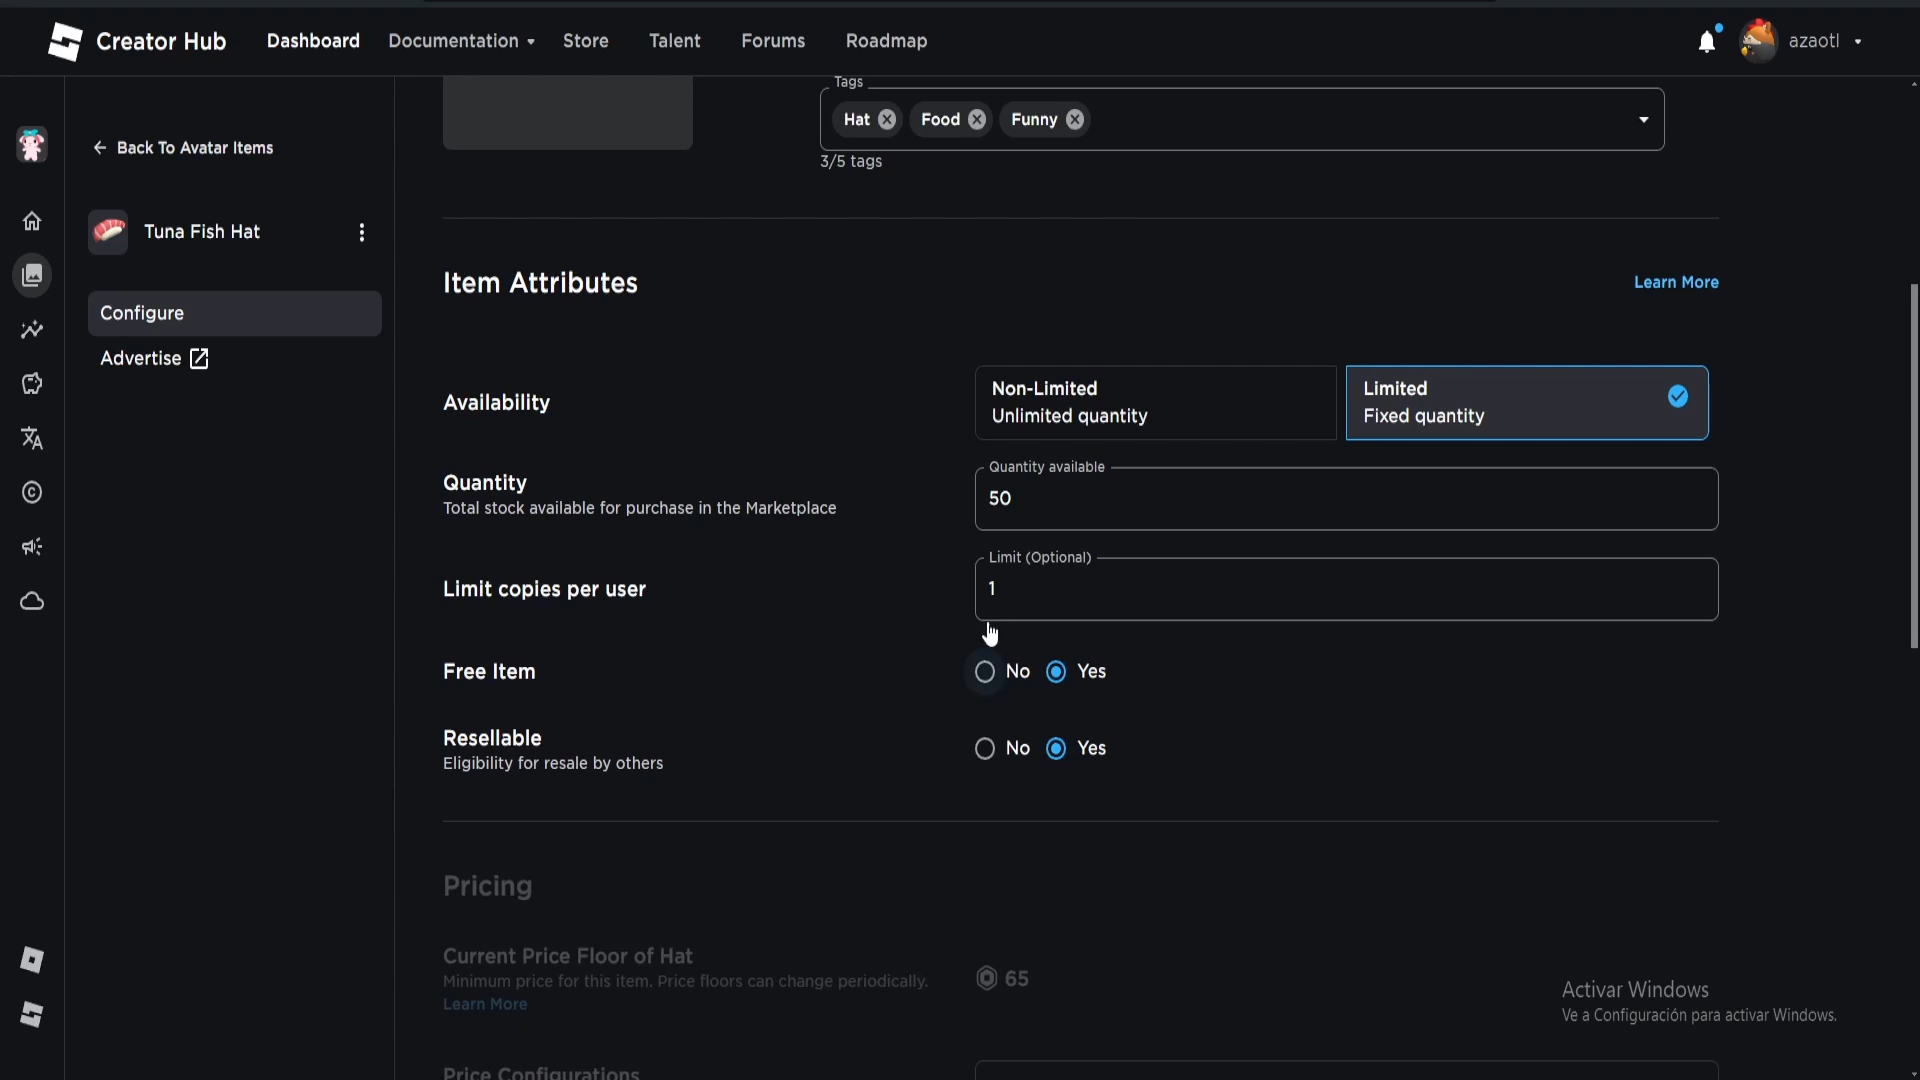 Creator Hub
Dashboard
Documentation
Store
Talent
Forums
Roadmap
azaotl
Back To Avatar Items
Tuna Fish Hat
Configure
Advertise
Tags
Hat
Food
Funny
3/5 tags
Item Attributes
Learn More
Availability
Non-Limited
Unlimited quantity
Limited
Fixed quantity
Quantity
Total stock available for purchase in the Marketplace
Quantity available
50
Limit copies per user
Limit (Optional)
1
Free Item
No
Yes
Resellable
Eligibility for resale by others
No
Yes
Pricing
Current Price Floor of Hat
Minimum price for this item. Price floors can change periodically.
Learn More
65
Price Configurations
Activar Windows
Ve a Configuración para activar Windows.